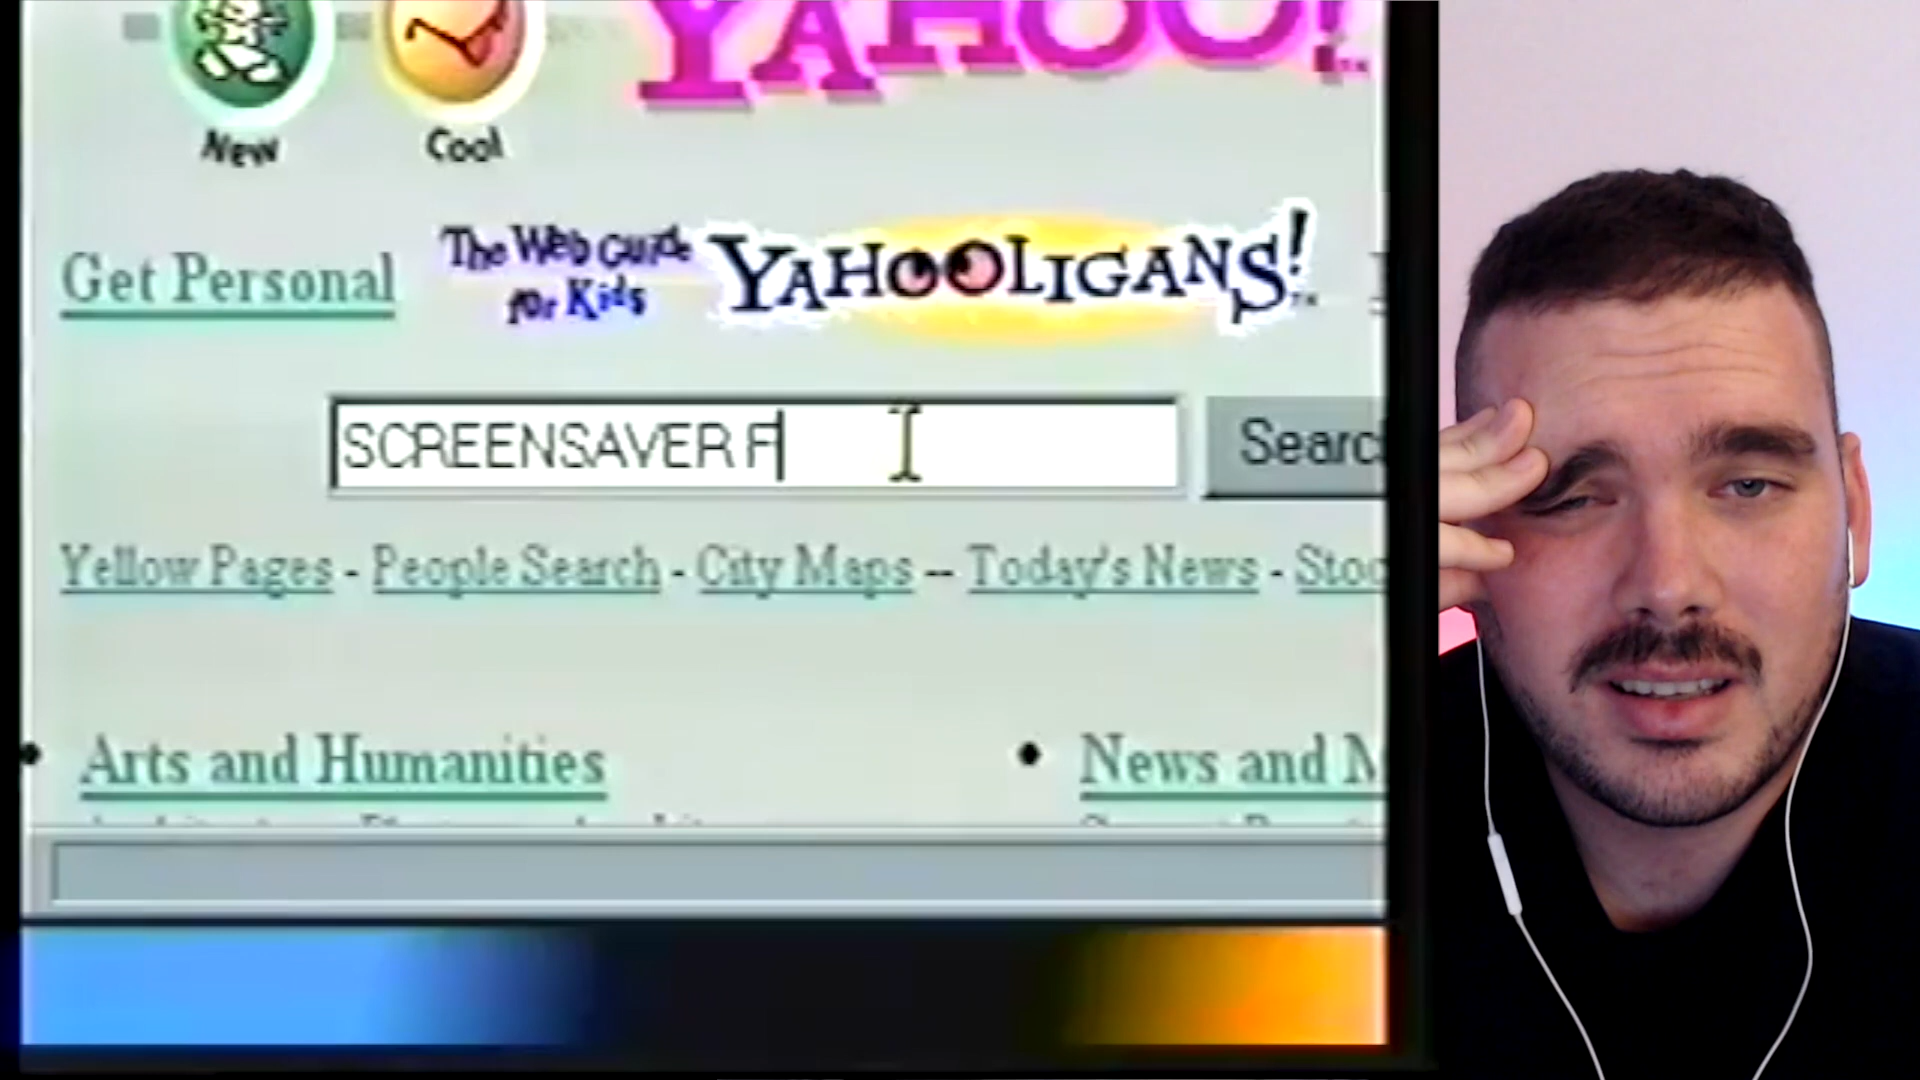 YAHOO!
New Cool
Get Personal
The Web Guide
for Kids
YAHOOLIGANS!
SCREENSAVER F
Search
Yellow Pages - People Search - City Maps -- Today's News -
Arts and Humanities
News and